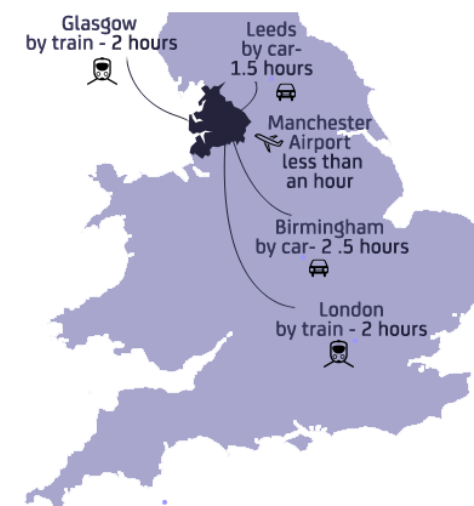 Glasgow
by train - 2 hours
Leeds
by car-
1.5 hours
Manchester
Airport
less than
an hour
Birmingham
by car- 2 .5 hours
London
by train - 2 hours